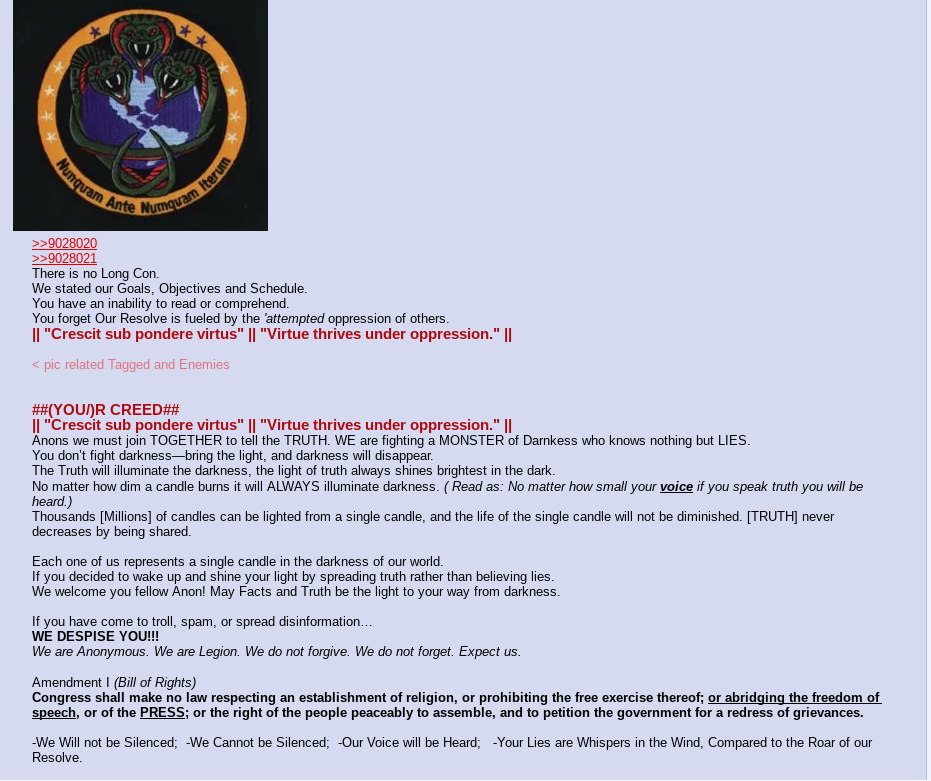 Nunquam Ante Numquam Iterum
>>9028020
>>9028021
There is no Long Con.
We stated our Goals, Objectives and Schedule.
You have an inability to read or comprehend.
You forget Our Resolve is fueled by the 'attempted oppression of others.
|| "Crescit sub pondere virtus" || "Virtue thrives under oppression." ||
< pic related Tagged and Enemies
##(YOU/)R CREED##
|| "Crescit sub pondere virtus" || "Virtue thrives under oppression." ||
Anons we must join TOGETHER to tell the TRUTH. WE are fighting a MONSTER of Darnkess who knows nothing but LIES.
You don't fight darkness—bring the light, and darkness will disappear.
The Truth will illuminate the darkness, the light of truth always shines brightest in the dark.
No matter how dim a candle burns it will ALWAYS illuminate darkness. ( Read as: No matter how small your voice if you speak truth you will be
heard.)
Thousands [Millions] of candles can be lighted from a single candle, and the life of the single candle will not be diminished. [TRUTH] never
decreases by being shared.
Each one of us represents a single candle in the darkness of our world.
If you decided to wake up and shine your light by spreading truth rather than believing lies.
We welcome you fellow Anon! May Facts and Truth be the light to your way from darkness.
If you have come to troll, spam, or spread disinformation…
WE DESPISE YOU!!!
We are Anonymous. We are Legion. We do not forgive. We do not forget. Expect us.
Amendment I (Bill of Rights)
Congress shall make no law respecting an establishment of religion, or prohibiting the free exercise thereof; or abridging the freedom of
speech, or of the PRESS; or the right of the people peaceably to assemble, and to petition the government for a redress of grievances.
-We Will not be Silenced;  -We Cannot be Silenced;  -Our Voice will be Heard;   -Your Lies are Whispers in the Wind, Compared to the Roar of our
Resolve.